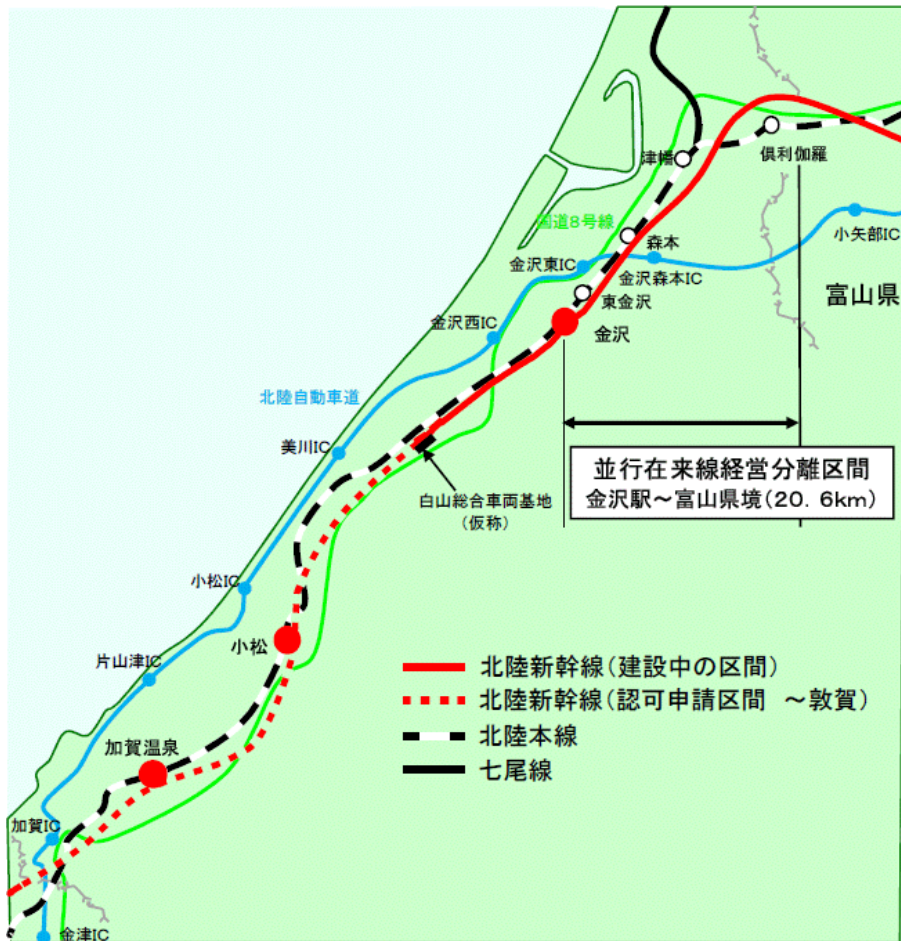 津幡
倶利伽羅
国道8号線
森本
小矢部IC
金沢東IC
金沢森本IC
東金沢
富山県
金沢西IC
金沢
北陸自動車道
美川IC
並行在来線経営分離区間
金沢駅～富山県境(20.6km)
白山総合車両基地
(仮称)
小松IC
小松
片山津IC
北陸新幹線(建設中の区間)
北陸新幹線(認可申請区間　～敦賀)
北陸本線
七尾線
加賀温泉
加賀IC
金津IC